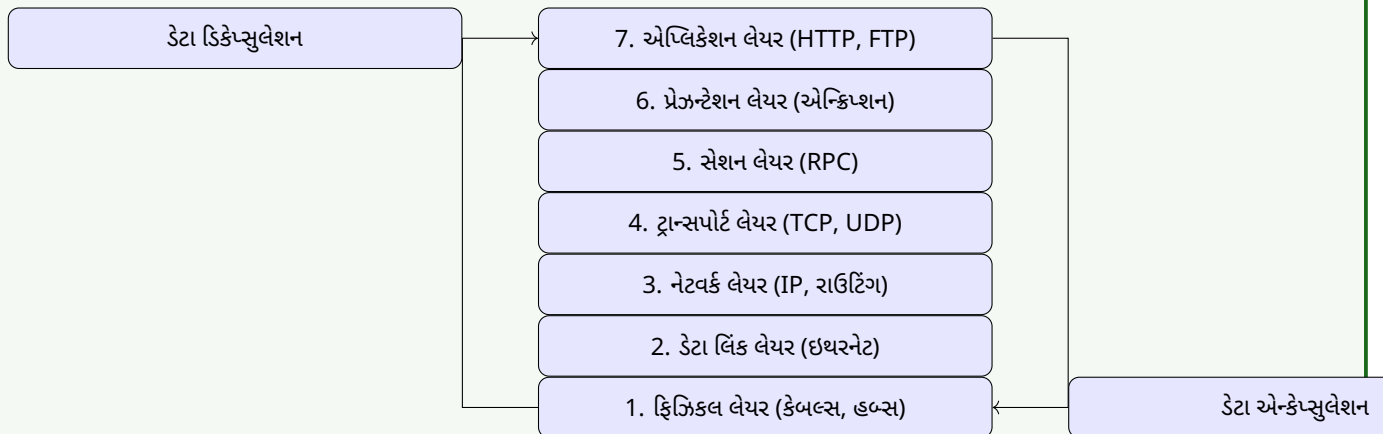 ડેટા ડિકેપ્સુલેશન
7. એપ્લિકેશન લેયર (HTTP, FTP)
6. પ્રેઝન્ટેશન લેયર (એન્ક્રિપ્શન)
5. સેશન લેયર (RPC)
4. ટ્રાન્સપોર્ટ લેયર (TCP, UDP)
3. નેટવર્ક લેયર (IP, રાઉટિંગ)
2. ડેટા લિંક લેયર (ઇથરનેટ)
1. ફિઝિકલ લેયર (કેબલ્સ, હબ્સ)
ડેટા એન્કેપ્સુલેશન